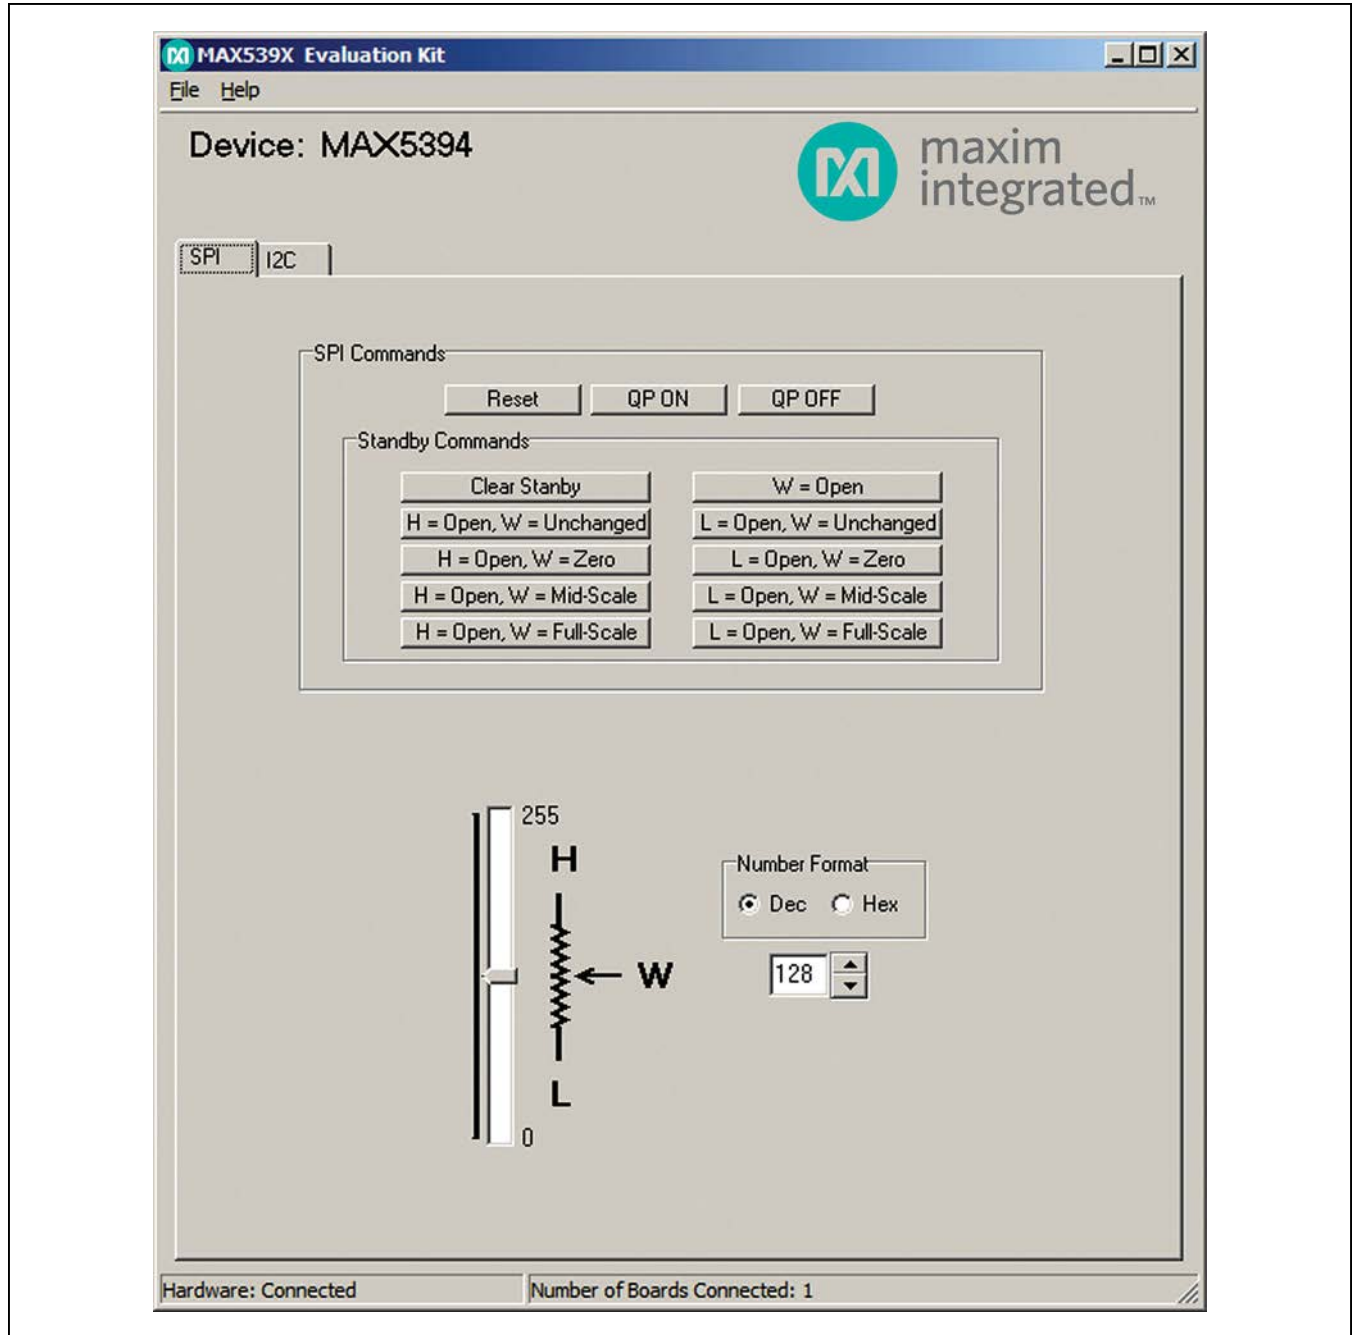 MAX539X Evaluation Kit
File Help
Device: MAX5394
maxim
integrated™
SPI I2C
SPI Commands
Reset QP ON QP OFF
Standby Commands
Clear Stanby W = Open
H = Open, W = Unchanged L = Open, W = Unchanged
H = Open, W = Zero L = Open, W = Zero
H = Open, W = Mid-Scale L = Open, W = Mid-Scale
H = Open, W = Full-Scale L = Open, W = Full-Scale
255
H
Number Format
Dec Hex
W
128
L
0
Hardware: Connected Number of Boards Connected: 1